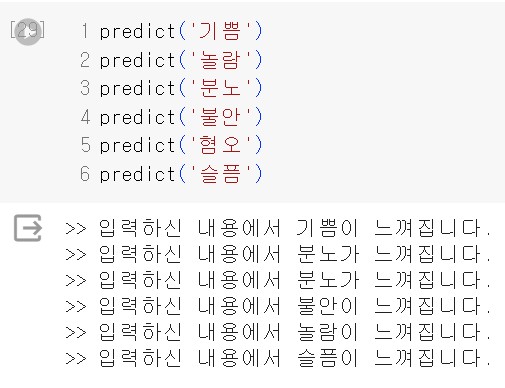 [29] 1 predict('기쁨')
2 predict('놀람')
3 predict('분노')
4 predict('불안')
5 predict('혐오')
6 predict('슬픔')
>> 입력하신 내용에서 기쁨이 느껴집니다.
>> 입력하신 내용에서 분노가 느껴집니다.
>> 입력하신 내용에서 분노가 느껴집니다.
>> 입력하신 내용에서 불안이 느껴집니다.
>> 입력하신 내용에서 놀람이 느껴집니다.
>> 입력하신 내용에서 슬픔이 느껴집니다.